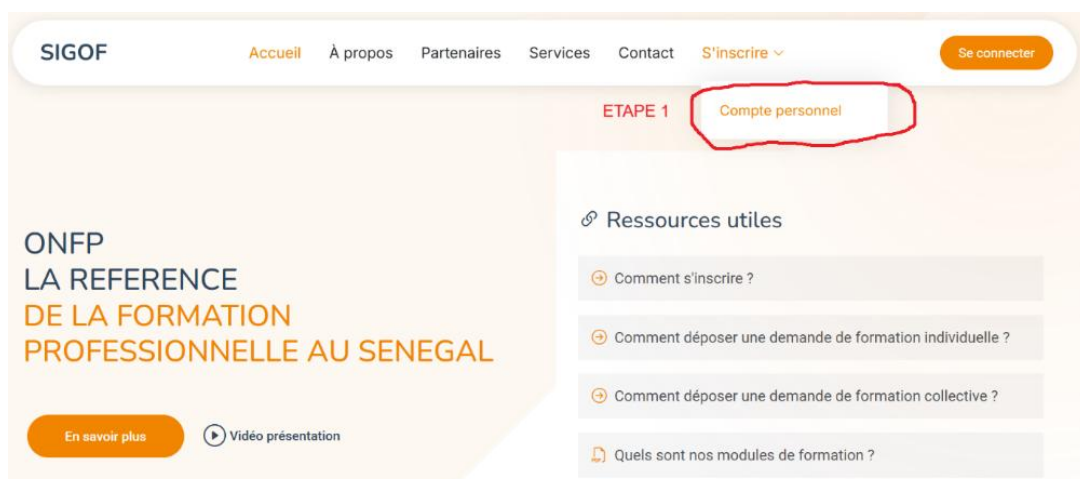 SIGOF
Accueil À propos Partenaires Services Contact S'inscrire
Se connecter
ETAPE 1
Compte personnel
ONFP
LA REFERENCE
DE LA FORMATION
PROFESSIONNELLE AU SENEGAL
En savoir plus
Vidéo présentation
Ressources utiles
Comment s'inscrire ?
Comment déposer une demande de formation individuelle ?
Comment déposer une demande de formation collective ?
Quels sont nos modules de formation ?